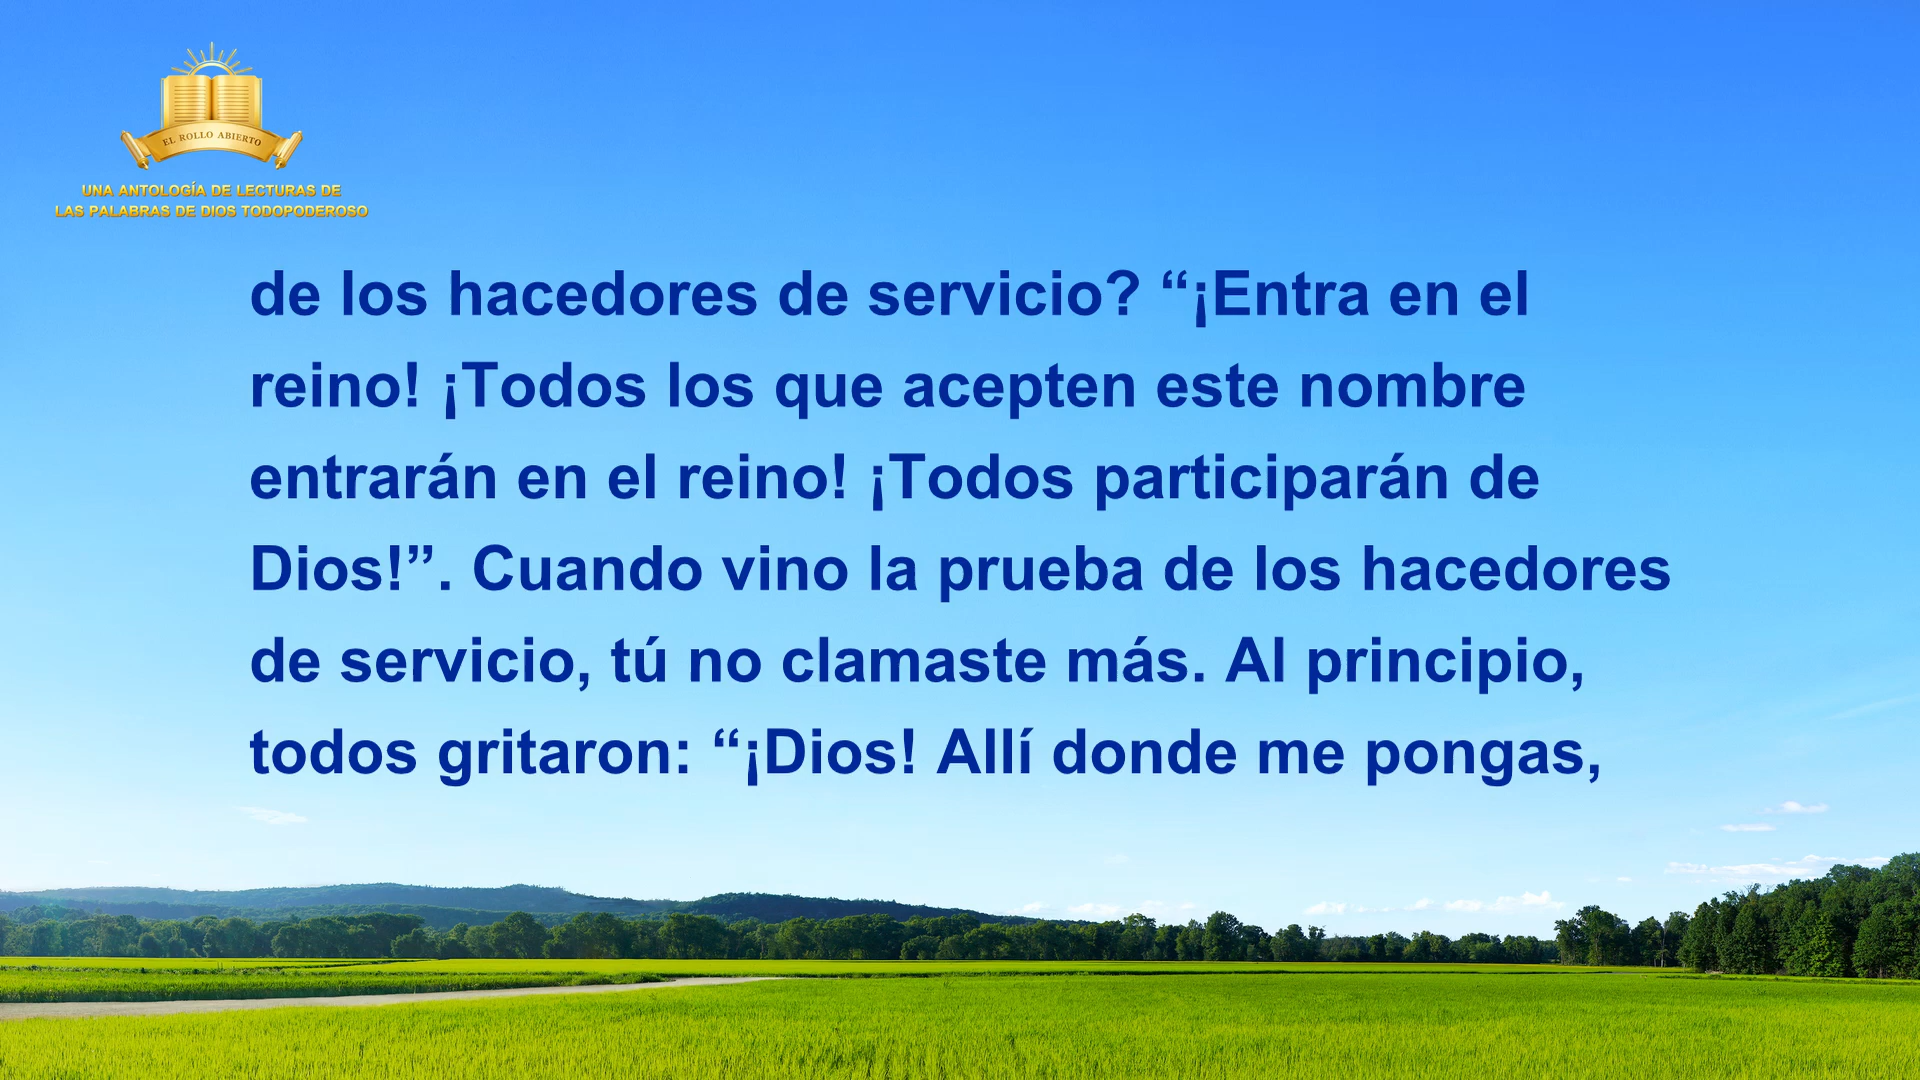 EL ROLLO ABIERTO
UNA ANTOLOGÍA DE LECTURAS DE
LAS PALABRAS DE DIOS TODOPODEROSO
de los hacedores de servicio? “¡Entra en el
reino! ¡Todos los que acepten este nombre
entrarán en el reino! ¡Todos participarán de
Dios!”. Cuando vino la prueba de los hacedores
de servicio, tú no clamaste más. Al principio,
todos gritaron: “¡Dios! Allí donde me pongas,